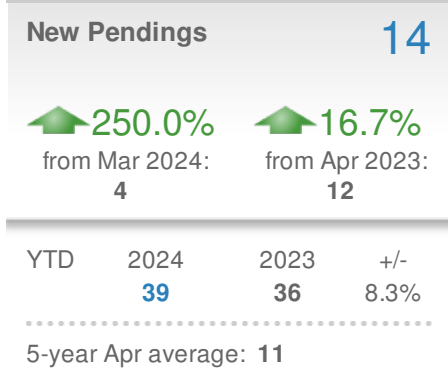 New Pendings 14
250.0% 16.7%
from Mar 2024: from Apr 2023:
4 12
YTD 2024 2023 +/-
39 36 8.3%
5-year Apr average: 11